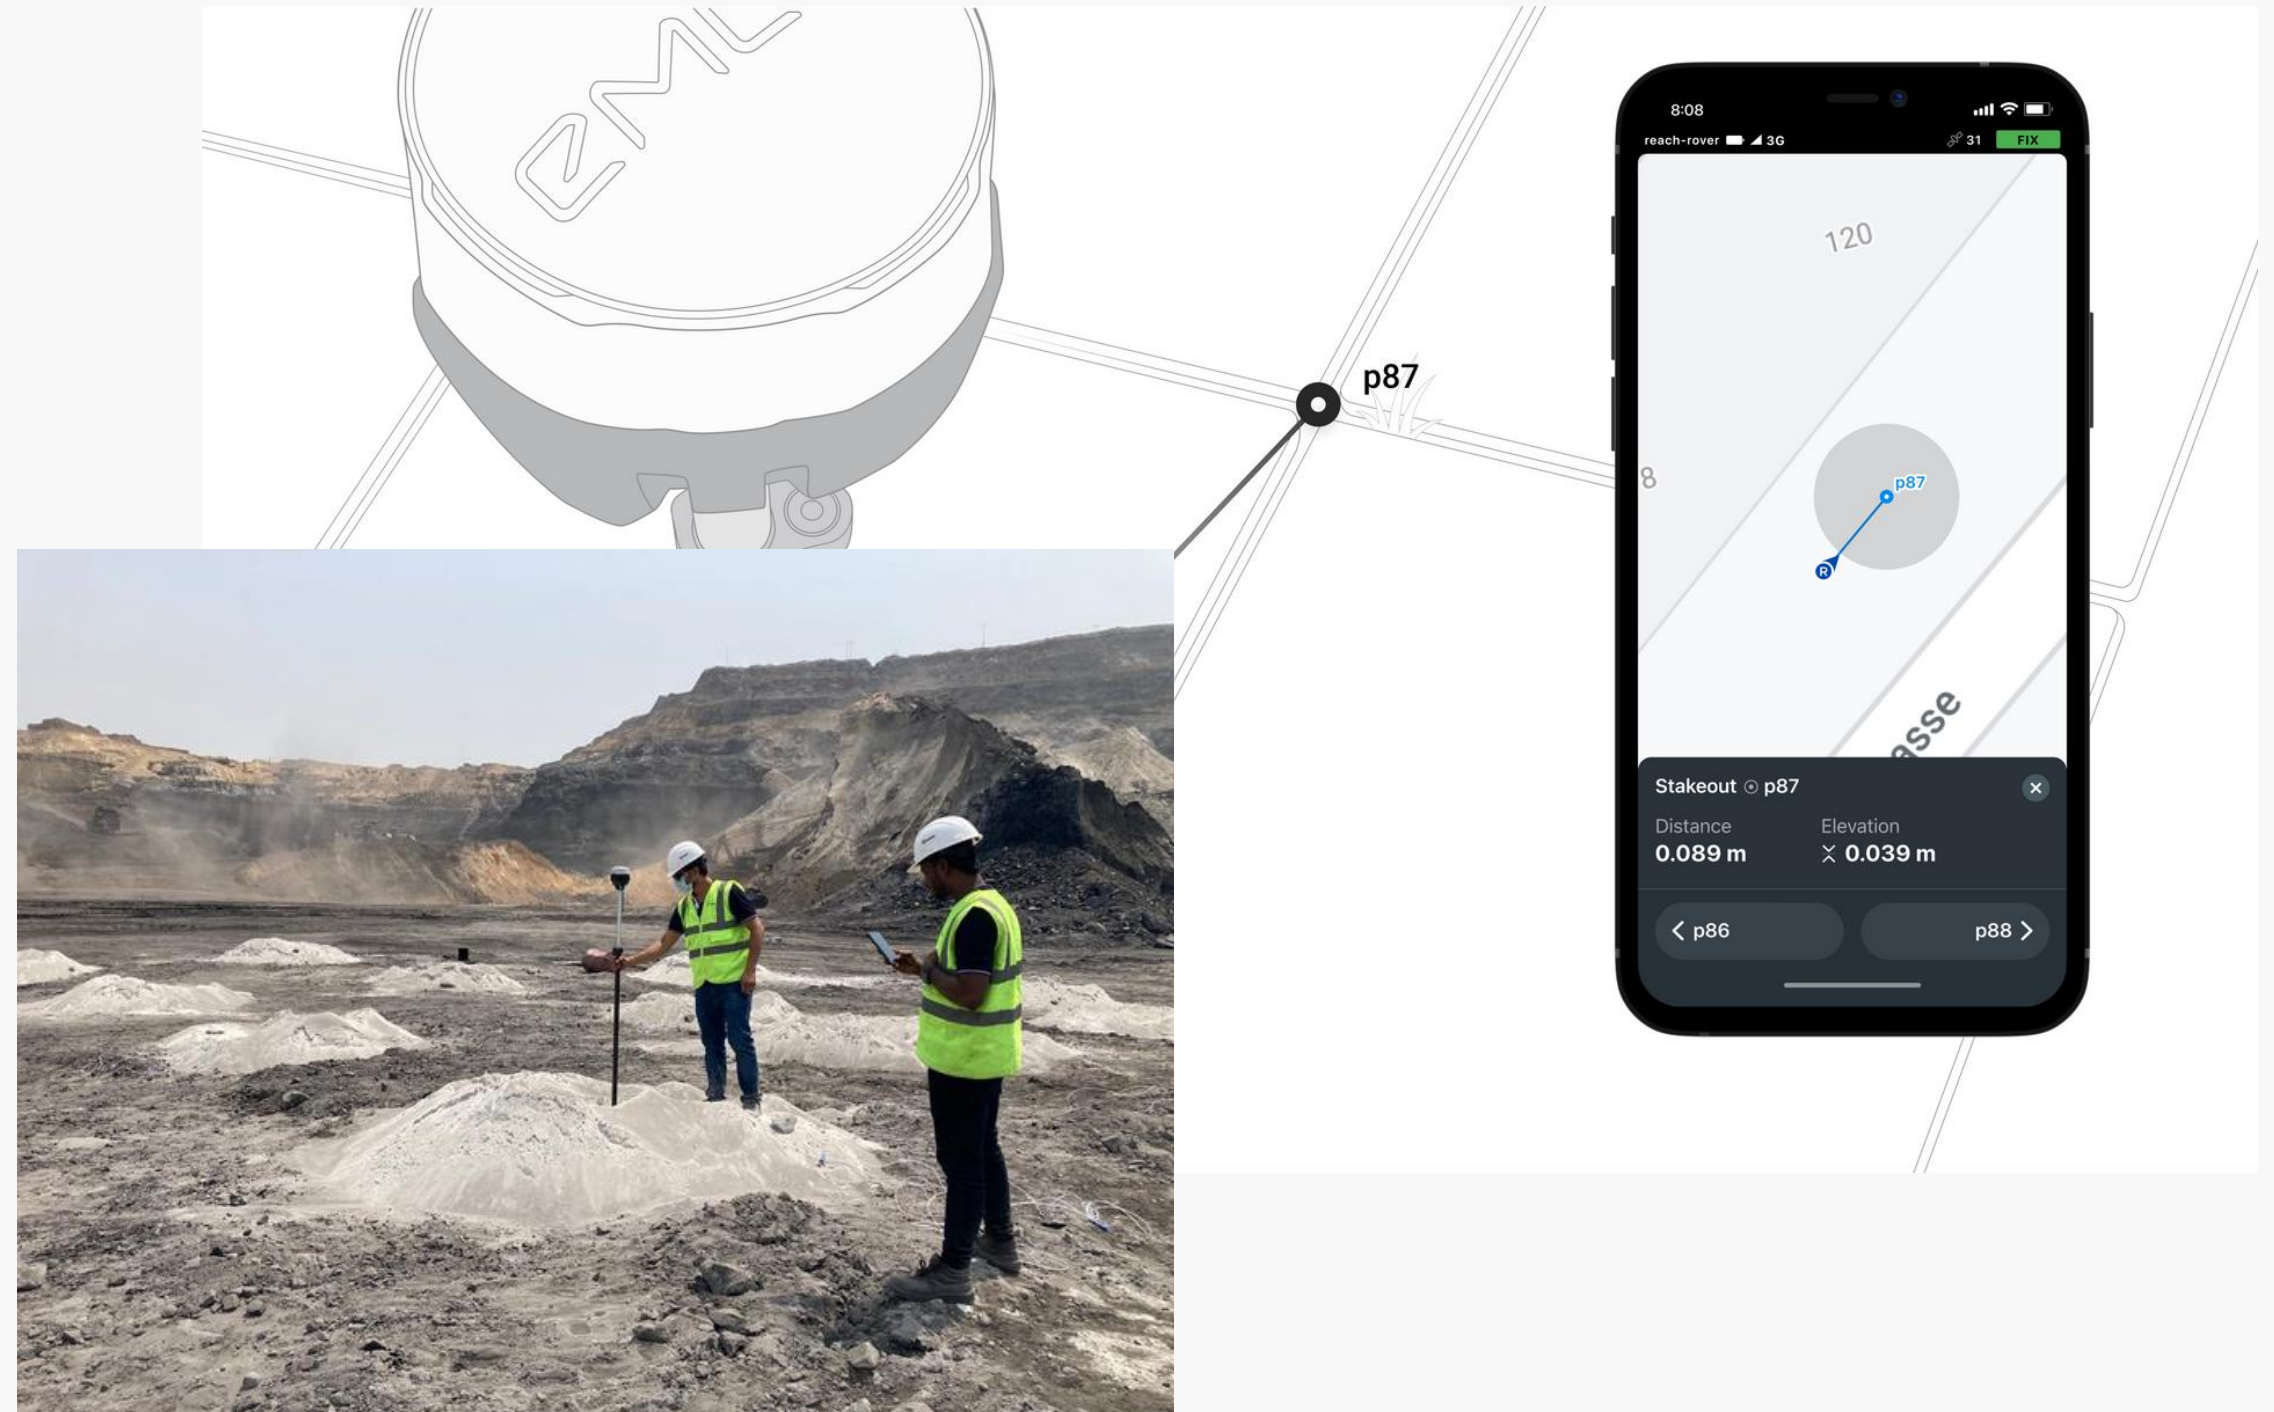 p87
8:08
reach-rover 3G 31 FIX
120
8
p87
R
asse
Stakeout p87
Distance Elevation
0.089 m 0.039 m
p86 p88